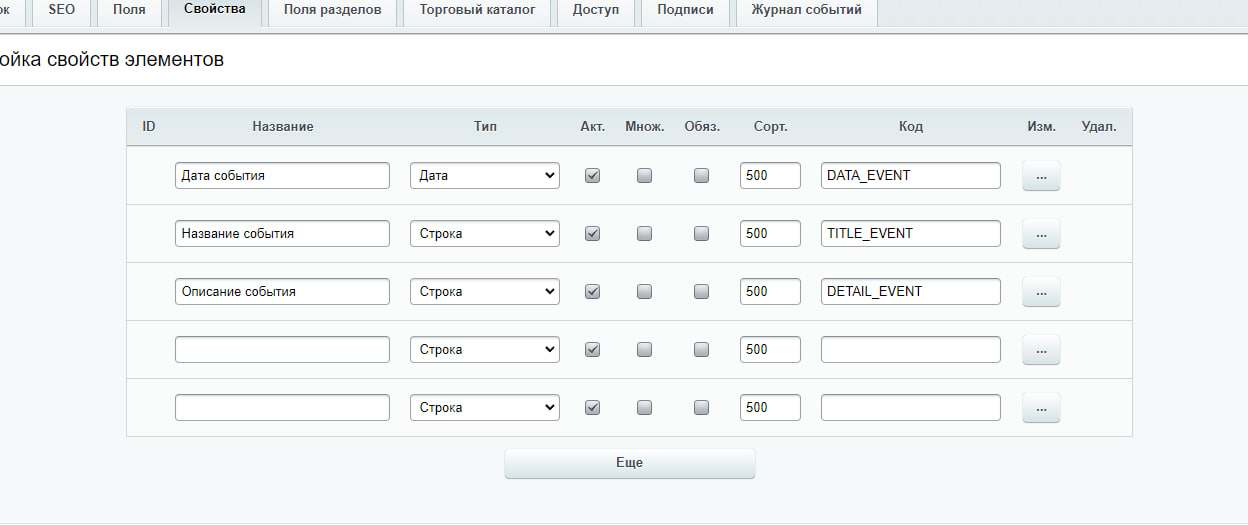 ок SEO Поля Свойства Поля разделов Торговый каталог Доступ Подписи Журнал событий
ойка свойств элементов
ID Название Тип Акт. Множ. Обяз. Сорт. Код Изм. Удал.
Дата события Дата 500 DATA_EVENT ...
Название события Строка 500 TITLE_EVENT ...
Описание события Строка 500 DETAIL_EVENT ...
Строка 500 ...
Строка 500 ...
Еще